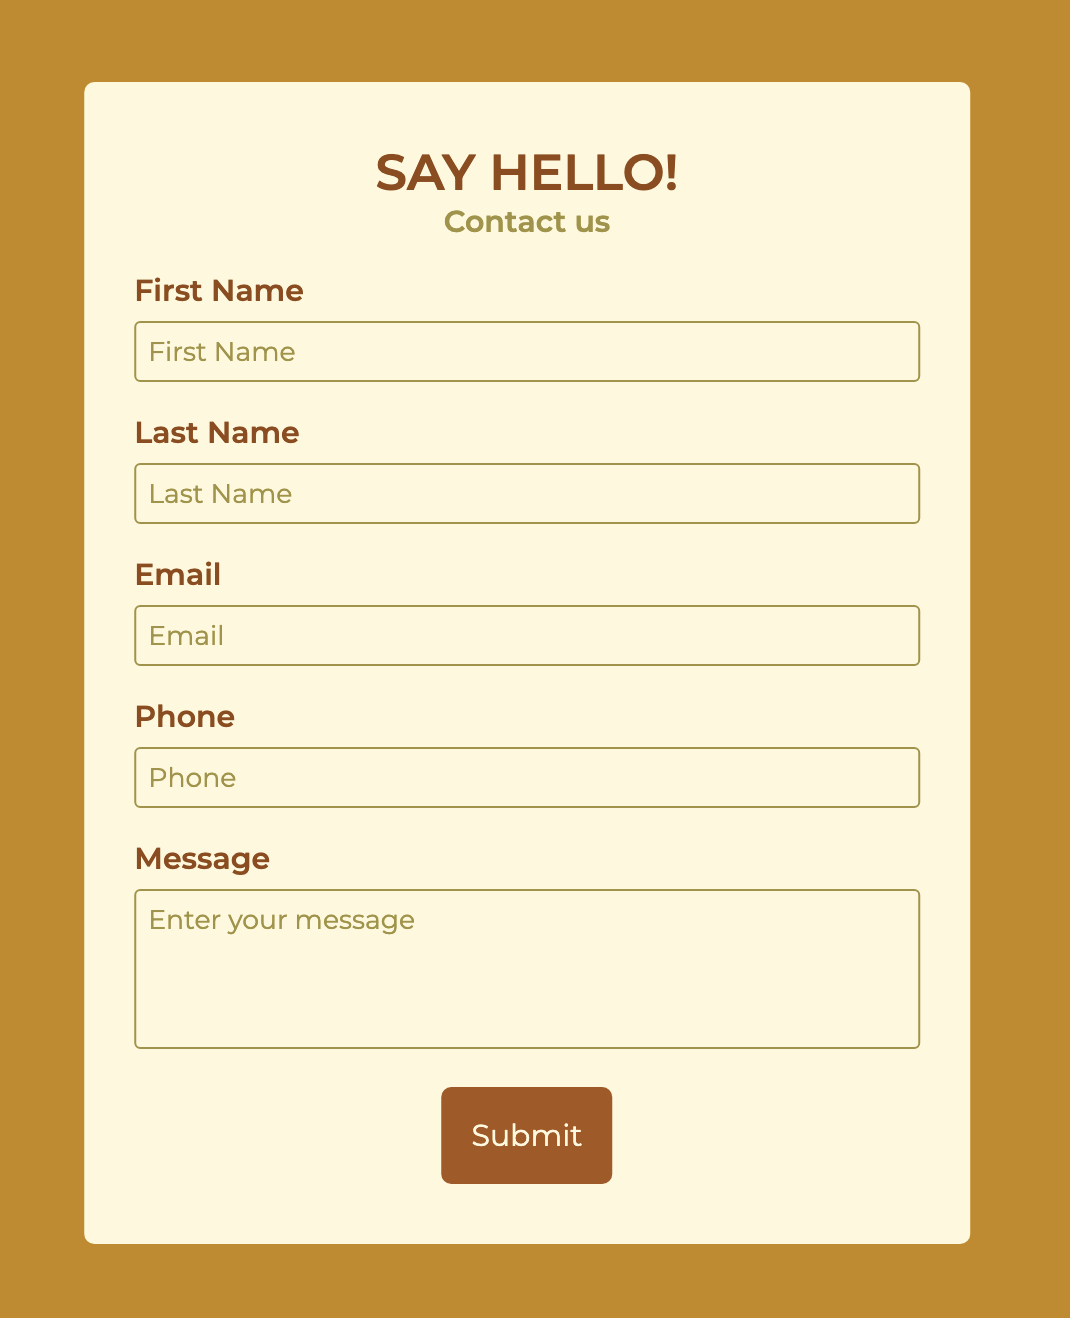 SAY HELLO!
Contact us
First Name
First Name
Last Name
Last Name
Email
Email
Phone
Phone
Message
Enter your message
Submit